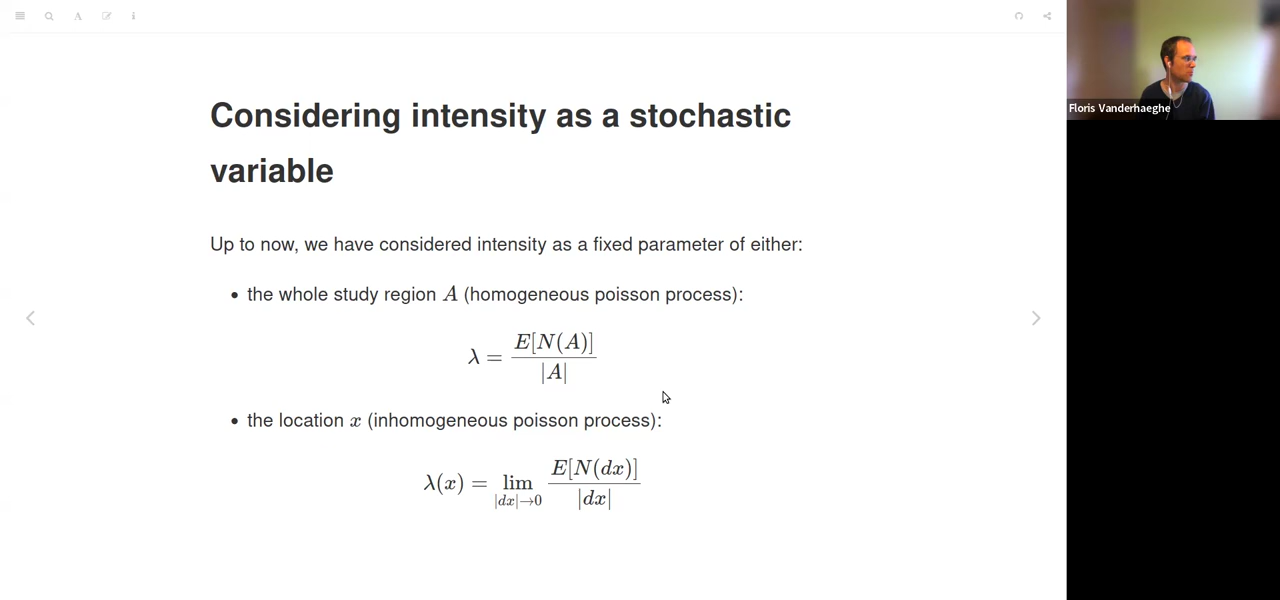 Considering intensity as a stochastic
variable
Up to now, we have considered intensity as a fixed parameter of either:
• the whole study region A (homogeneous poisson process):
λ = E[N(A)] / |A|
• the location x (inhomogeneous poisson process):
λ(x) = lim |dx|→0 E[N(dx)] / |dx|
Floris Vanderhaeghe